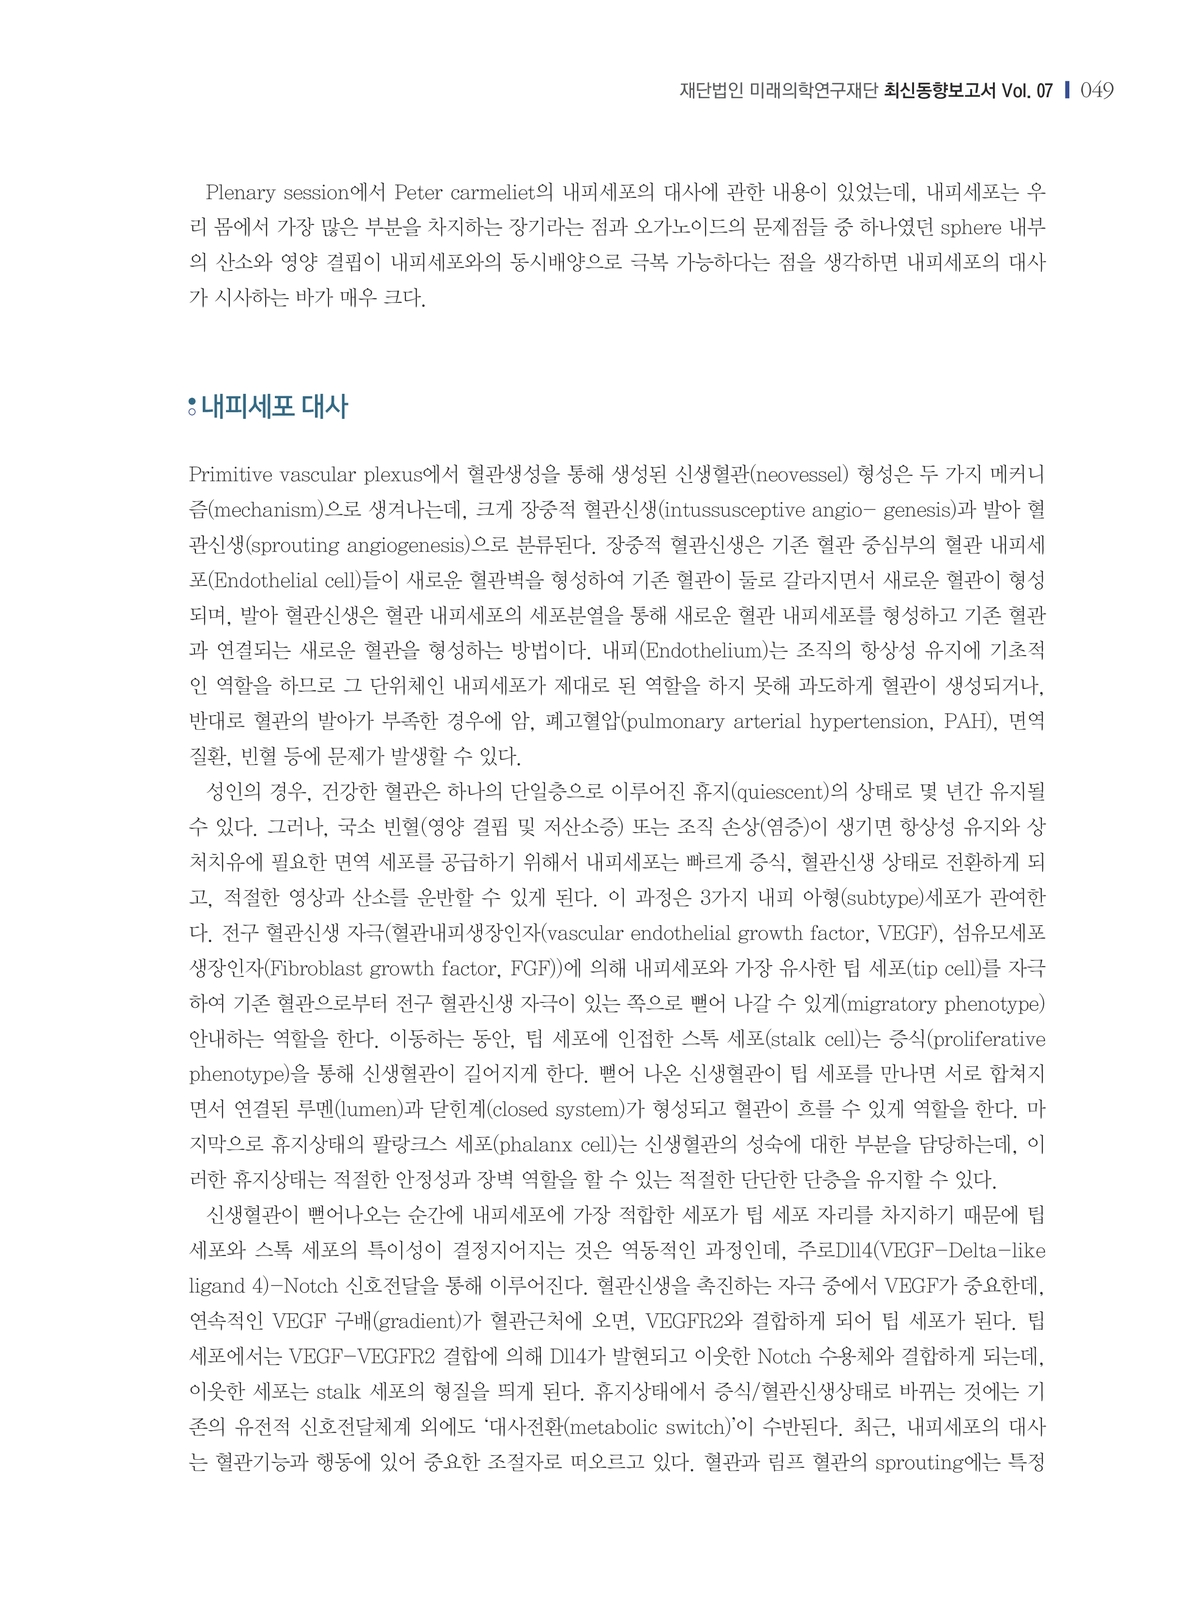 재단법인 미래의학연구재단 최신동향보고서 Vol. 07 049
Plenary session에서 Peter carmeliet의 내피세포의 대사에 관한 내용이 있었는데, 내피세포는 우
리 몸에서 가장 많은 부분을 차지하는 장기라는 점과 오가노이드의 문제점들 중 하나였던 sphere 내부
의 산소와 영양 결핍이 내피세포와의 동시배양으로 극복 가능하다는 점을 생각하면 내피세포의 대사
가 시사하는 바가 매우 크다.
내피세포 대사
Primitive vascular plexus에서 혈관생성을 통해 생성된 신생혈관(neovessel) 형성은 두 가지 메커니
즘(mechanism)으로 생겨나는데, 크게 장중적 혈관신생(intussusceptive angio- genesis)과 발아 혈
관신생(sprouting angiogenesis)으로 분류된다. 장중적 혈관신생은 기존 혈관 중심부의 혈관 내피세
포(Endothelial cell)들이 새로운 혈관벽을 형성하여 기존 혈관이 둘로 갈라지면서 새로운 혈관이 형성
되며, 발아 혈관신생은 혈관 내피세포의 세포분열을 통해 새로운 혈관 내피세포를 형성하고 기존 혈관
과 연결되는 새로운 혈관을 형성하는 방법이다. 내피(Endothelium)는 조직의 항상성 유지에 기초적
인 역할을 하므로 그 단위체인 내피세포가 제대로 된 역할을 하지 못해 과도하게 혈관이 생성되거나,
반대로 혈관의 발아가 부족한 경우에 암, 폐고혈압(pulmonary arterial hypertension, PAH), 면역
질환, 빈혈 등에 문제가 발생할 수 있다.
성인의 경우, 건강한 혈관은 하나의 단일층으로 이루어진 휴지(quiescent)의 상태로 몇 년간 유지될
수 있다. 그러나, 국소 빈혈(영양 결핍 및 저산소증) 또는 조직 손상(염증)이 생기면 항상성 유지와 상
처치유에 필요한 면역 세포를 공급하기 위해서 내피세포는 빠르게 증식, 혈관신생 상태로 전환하게 되
고, 적절한 영상과 산소를 운반할 수 있게 된다. 이 과정은 3가지 내피 아형(subtype)세포가 관여한
다. 전구 혈관신생 자극(혈관내피생장인자(vascular endothelial growth factor, VEGF), 섬유모세포
생장인자(Fibroblast growth factor, FGF))에 의해 내피세포와 가장 유사한 팁 세포(tip cell)를 자극
하여 기존 혈관으로부터 전구 혈관신생 자극이 있는 쪽으로 뻗어 나갈 수 있게(migratory phenotype)
안내하는 역할을 한다. 이동하는 동안, 팁 세포에 인접한 스톡 세포(stalk cell)는 증식(proliferative
phenotype)을 통해 신생혈관이 길어지게 한다. 뻗어 나온 신생혈관이 팁 세포를 만나면 서로 합쳐지
면서 연결된 루멘(lumen)과 닫힌계(closed system)가 형성되고 혈관이 흐를 수 있게 역할을 한다. 마
지막으로 휴지상태의 팔랑크스 세포(phalanx cell)는 신생혈관의 성숙에 대한 부분을 담당하는데, 이
러한 휴지상태는 적절한 안정성과 장벽 역할을 할 수 있는 적절한 단단한 단층을 유지할 수 있다.
신생혈관이 뻗어나오는 순간에 내피세포에 가장 적합한 세포가 팁 세포 자리를 차지하기 때문에 팁
세포와 스톡 세포의 특이성이 결정지어지는 것은 역동적인 과정인데, 주로Dll4(VEGF-Delta-like
ligand 4)-Notch 신호전달을 통해 이루어진다. 혈관신생을 촉진하는 자극 중에서 VEGF가 중요한데,
연속적인 VEGF 구배(gradient)가 혈관근처에 오면, VEGFR2와 결합하게 되어 팁 세포가 된다. 팁
세포에서는 VEGF-VEGFR2 결합에 의해 Dll4가 발현되고 이웃한 Notch 수용체와 결합하게 되는데,
이웃한 세포는 stalk 세포의 형질을 띄게 된다. 휴지상태에서 증식/혈관신생상태로 바뀌는 것에는 기
존의 유전적 신호전달체계 외에도 ‘대사전환(metabolic switch)’이 수반된다. 최근, 내피세포의 대사
는 혈관기능과 행동에 있어 중요한 조절자로 떠오르고 있다. 혈관과 림프 혈관의 sprouting에는 특정